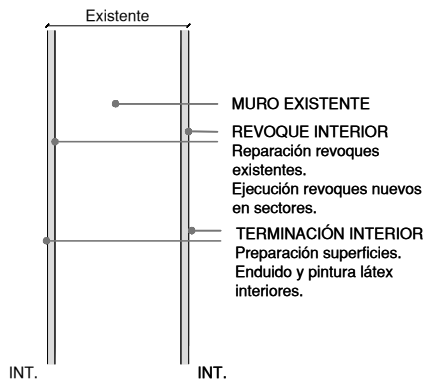 Existente
MURO EXISTENTE
REVOQUE INTERIOR
Reparación revoques
existentes.
Ejecución revoques nuevos
en sectores.
TERMINACIÓN INTERIOR
Preparación superficies.
Enduido y pintura látex
interiores.
INT.
INT.